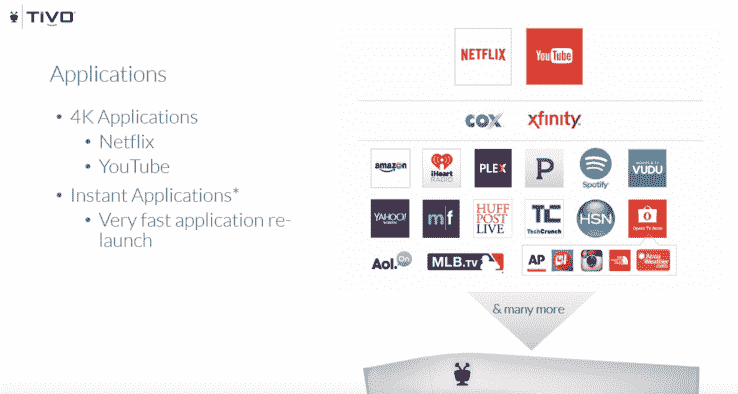 TiVo
Applications
• 4K Applications
• Netflix
• YouTube
• Instant Applications*
• Very fast application re-
launch
NETFLIX
YouTube
COX
xfinity
amazon
iHeart
RADIO
PLEX
P
Spotify
VUDU
YAHOO!
m|f
HUFF
POST
LIVE
TC
TechCrunch
HSN
Opera TV Store
Aol.On
MLB.TV
AP
AccuWeather
& many more